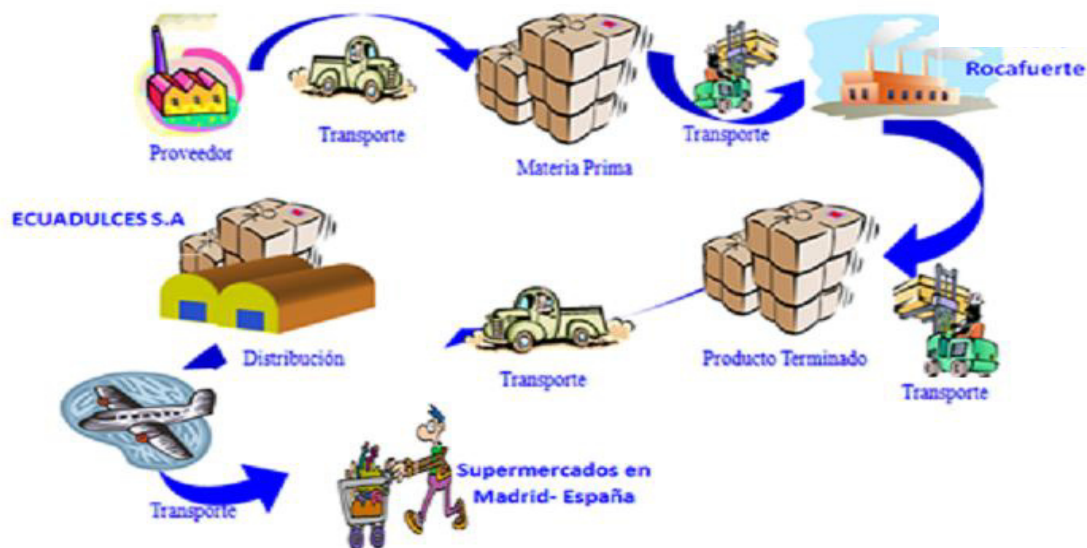 Rocafuerte
Transporte
Transporte
Proveedor
Materia Prima
ECUADULCES S.A
Distribución
Producto Terminado
Transporte
Transporte
Supermercados en
Madrid- España
Transporte